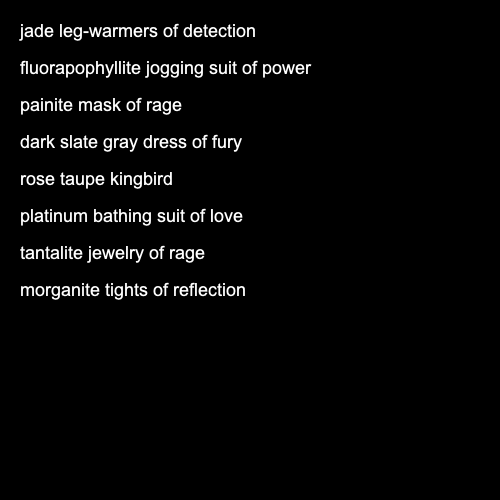 jade leg-warmers of detection
fluorapophyllite jogging suit of power
painite mask of rage
dark slate gray dress of fury
rose taupe kingbird
platinum bathing suit of love
tantalite jewelry of rage
morganite tights of reflection